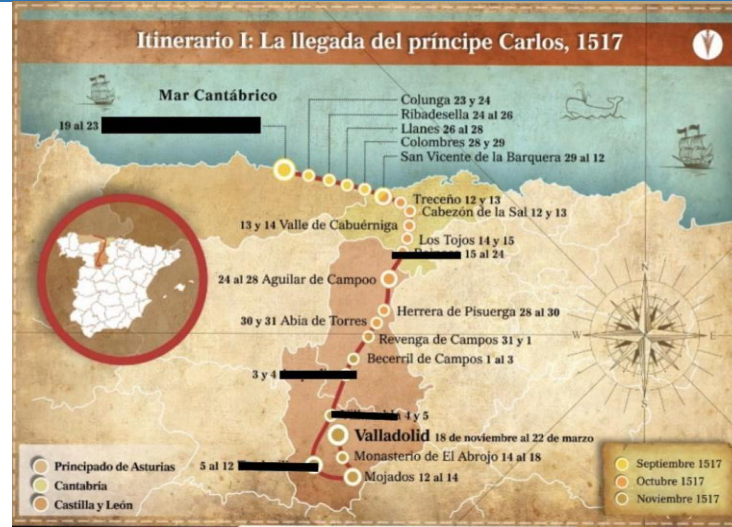 Itinerario I: La llegada del príncipe Carlos, 1517
Mar Cantábrico
19 al 23
Colunga 23 y 24
Ribadesella 24 al 26
Llanes 26 al 28
Colombres 28 y 29
San Vicente de la Barquera 29 al 12
Treceño 12 y 13
Cabezón de la Sal 12 y 13
13 y 14 Valle de Cabuérniga
Los Tojos 14 y 15
15 al 24
24 al 28 Aguilar de Campoo
Herrera de Pisuerga 28 al 30
30 y 31 Abia de Torres
Revenga de Campos 31 y 1
Becerril de Campos 1 al 3
3 y 4
4 y 5
Valladolid 18 de noviembre al 22 de marzo
Monasterio de El Abrojo 14 al 18
5 al 12
Mojados 12 al 14
N
W
E
S
Principado de Asturias
Cantabria
Castilla y León
Septiembre 1517
Octubre 1517
Noviembre 1517